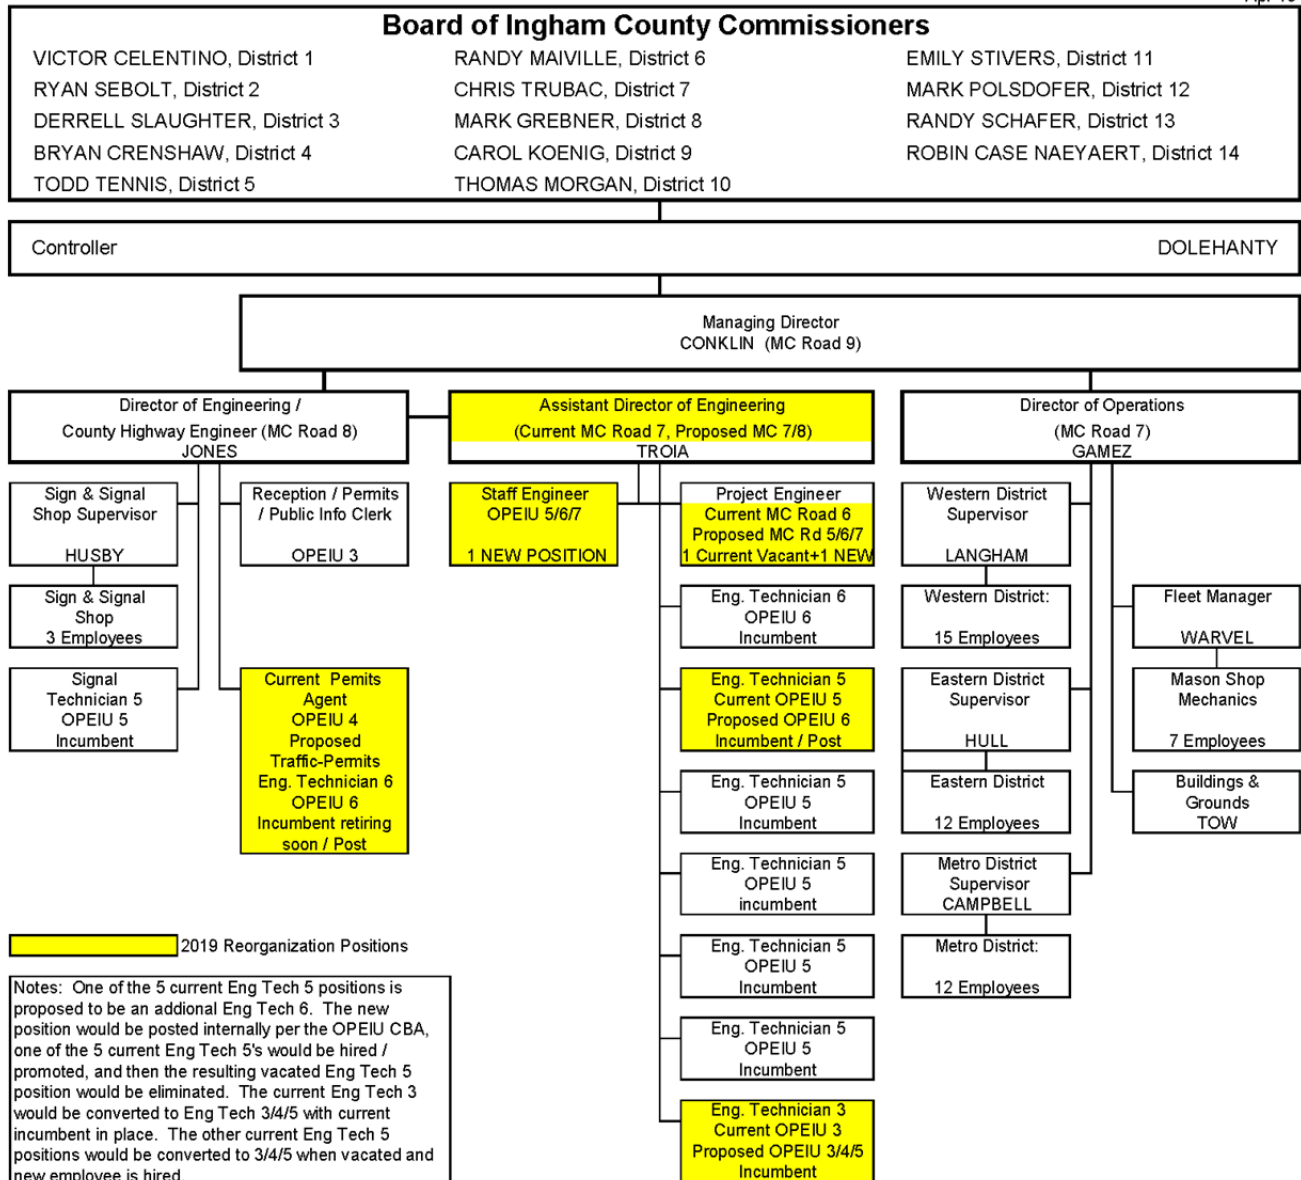 Board of Ingham County Commissioners
VICTOR CELENTINO, District 1
RYAN SEBOLT, District 2
DERRELL SLAUGHTER, District 3
BRYAN CRENSHAW, District 4
TODD TENNIS, District 5
RANDY MAIVILLE, District 6
CHRIS TRUBAC, District 7
MARK GREBNER, District 8
CAROL KOENIG, District 9
THOMAS MORGAN, District 10
EMILY STIVERS, District 11
MARK POLSDOFER, District 12
RANDY SCHAFER, District 13
ROBIN CASE NAEYAERT, District 14
Controller
DOLEHANTY
Managing Director
CONKLIN (MC Road 9)
Director of Engineering /
County Highway Engineer (MC Road 8)
JONES
Assistant Director of Engineering
(Current MC Road 7, Proposed MC 7/8)
TROIA
Director of Operations
(MC Road 7)
GAMEZ
Sign & Signal
Shop Supervisor
HUSBY
Sign & Signal
Shop
3 Employees
Signal
Technician 5
OPEIU 5
Incumbent
Reception / Permits
/ Public Info Clerk
OPEIU 3
Current Pemits
Agent
OPEIU 4
Proposed
Traffic-Permits
Eng. Technician 6
OPEIU 6
Incumbent retiring
soon / Post
Staff Engineer
OPEIU 5/6/7
1 NEW POSITION
Project Engineer
Current MC Road 6
Proposed MC Rd 5/6/7
1 Current Vacant+1 NEW
Eng. Technician 6
OPEIU 6
Incumbent
Eng. Technician 5
Current OPEIU 5
Proposed OPEIU 6
Incumbent / Post
Eng. Technician 5
OPEIU 5
Incumbent
Eng. Technician 5
OPEIU 5
incumbent
Eng. Technician 5
OPEIU 5
Incumbent
Eng. Technician 5
OPEIU 5
Incumbent
Eng. Technician 3
Current OPEIU 3
Proposed OPEIU 3/4/5
Incumbent
Western District
Supervisor
LANGHAM
Western District:
15 Employees
Eastern District
Supervisor
HULL
Eastern District
12 Employees
Metro District
Supervisor
CAMPBELL
Metro District:
12 Employees
Fleet Manager
WARVEL
Mason Shop
Mechanics
7 Employees
Buildings &
Grounds
TOW
2019 Reorganization Positions
Notes: One of the 5 current Eng Tech 5 positions is
proposed to be an addional Eng Tech 6. The new
position would be posted internally per the OPEIU CBA,
one of the 5 current Eng Tech 5's would be hired /
promoted, and then the resulting vacated Eng Tech 5
position would be eliminated. The current Eng Tech 3
would be converted to Eng Tech 3/4/5 with current
incumbent in place. The other current Eng Tech 5
positions would be converted to 3/4/5 when vacated and
new employee is hired.